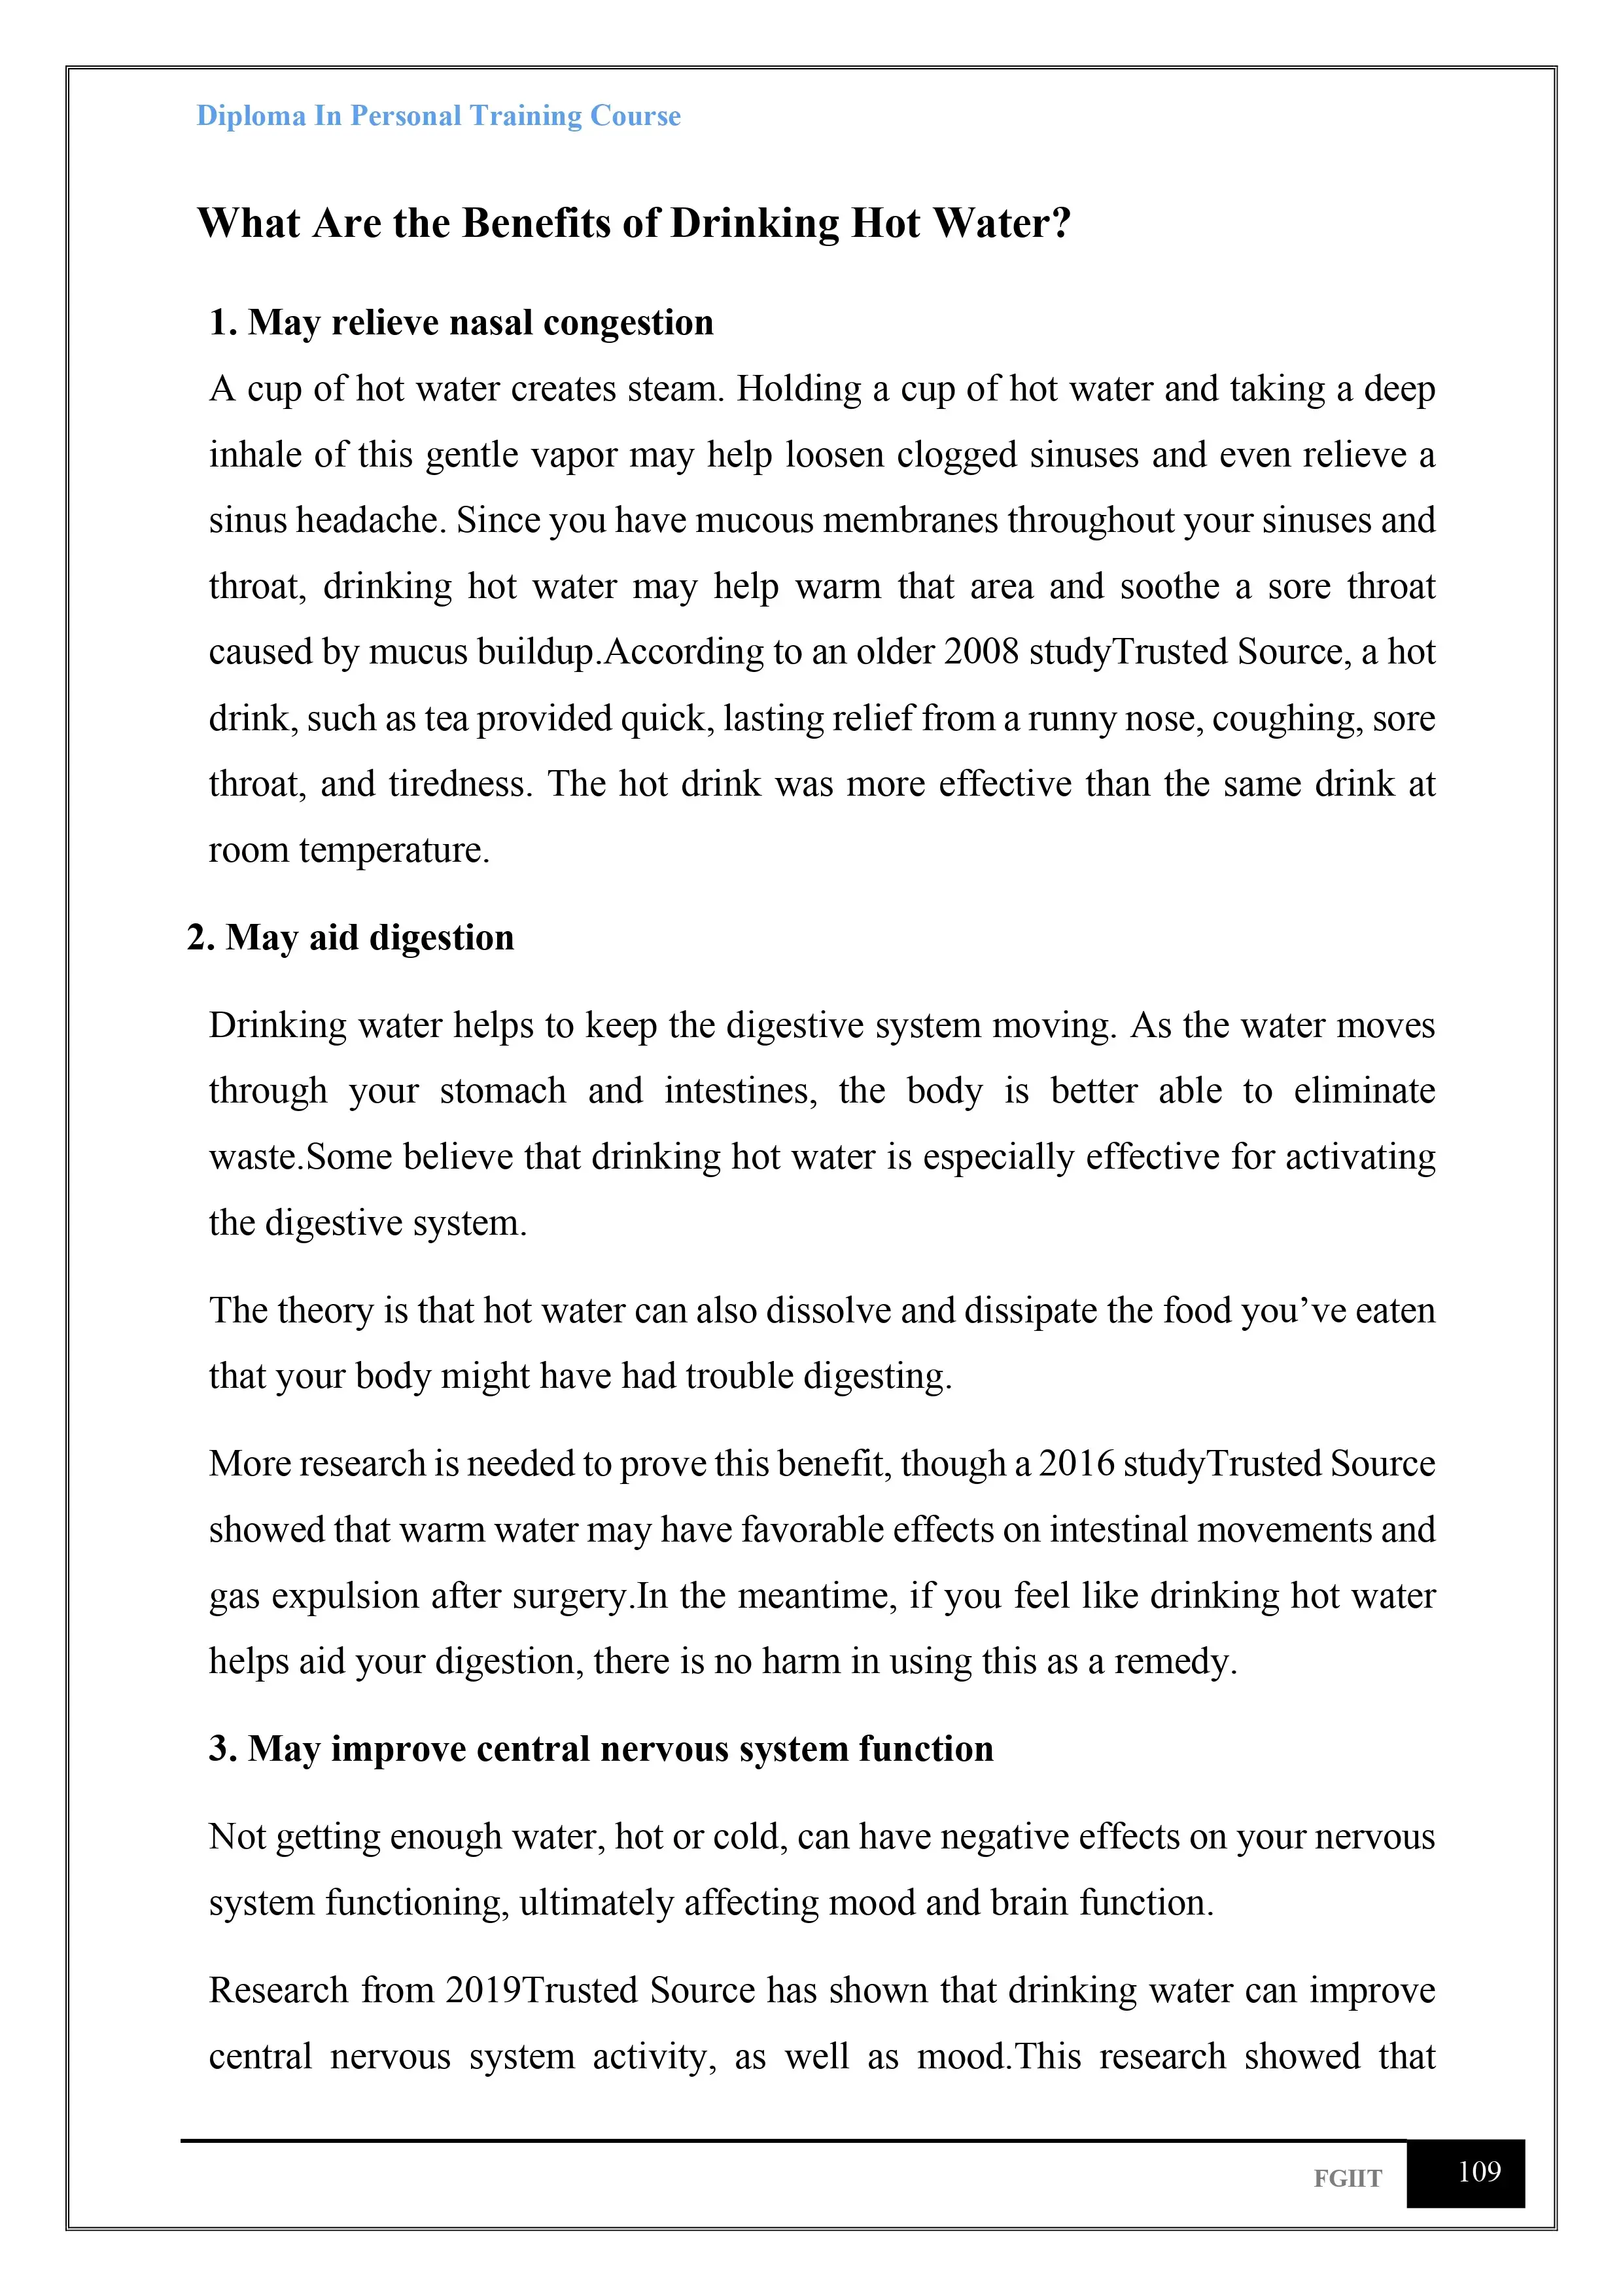 Diploma In Personal Training Course
What Are the Benefits of Drinking Hot Water?
1. May relieve nasal congestion
A cup of hot water creates steam. Holding a cup of hot water and taking a deep
inhale of this gentle vapor may help loosen clogged sinuses and even relieve a
sinus headache. Since you have mucous membranes throughout your sinuses and
throat, drinking hot water may help warm that area and soothe a sore throat
caused by mucus buildup.According to an older 2008 studyTrusted Source, a hot
drink, such as tea provided quick, lasting relief from a runny nose, coughing, sore
throat, and tiredness. The hot drink was more effective than the same drink at
room temperature.
2. May aid digestion
Drinking water helps to keep the digestive system moving. As the water moves
through your stomach and intestines, the body is better able to eliminate
waste.Some believe that drinking hot water is especially effective for activating
the digestive system.
The theory is that hot water can also dissolve and dissipate the food you’ve eaten
that your body might have had trouble digesting.
More research is needed to prove this benefit, though a 2016 studyTrusted Source
showed that warm water may have favorable effects on intestinal movements and
gas expulsion after surgery.In the meantime, if you feel like drinking hot water
helps aid your digestion, there is no harm in using this as a remedy.
3. May improve central nervous system function
Not getting enough water, hot or cold, can have negative effects on your nervous
system functioning, ultimately affecting mood and brain function.
Research from 2019Trusted Source has shown that drinking water can improve
central nervous system activity, as well as mood.This research showed that
FGIIT 109